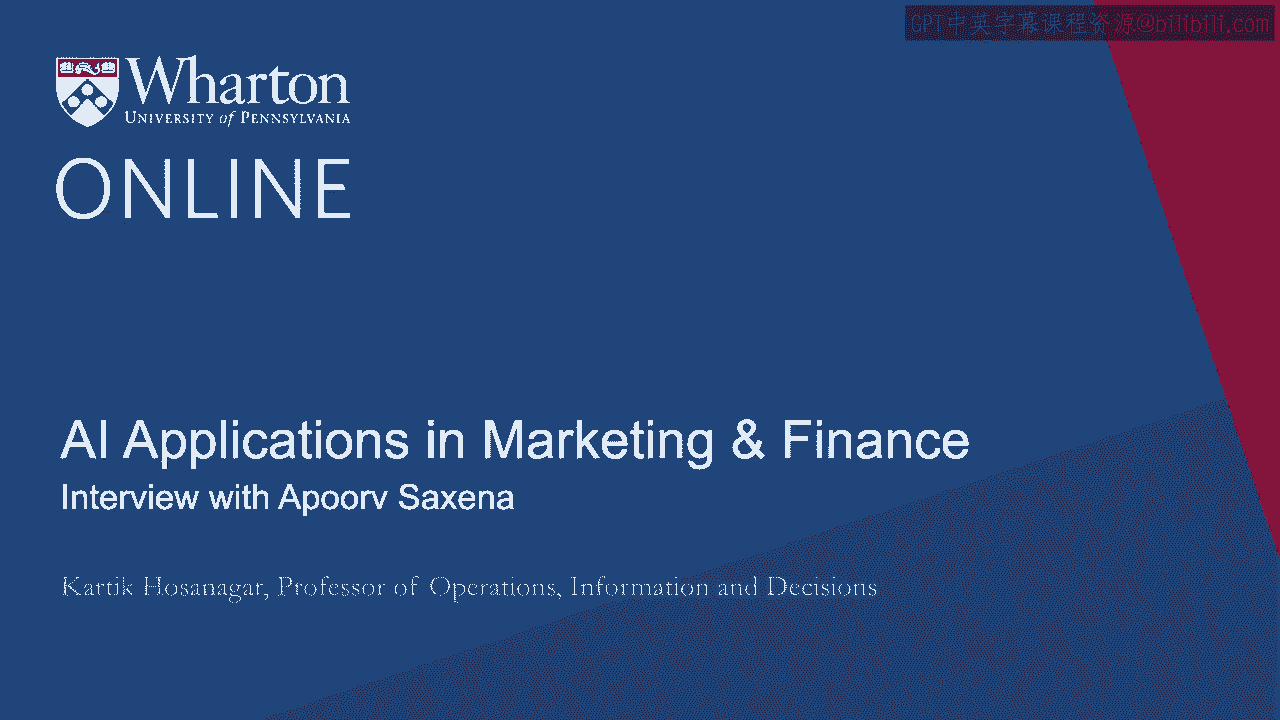 GPT中英字幕课程资源@bilibili.com
Wharton
UNIVERSITY of PENNSYLVANIA
ONLINE
AI Applications in Marketing & Finance
Interview with Apoorv Saxena
Kartik Hosanagar, Professor of Operations, Information and Decisions